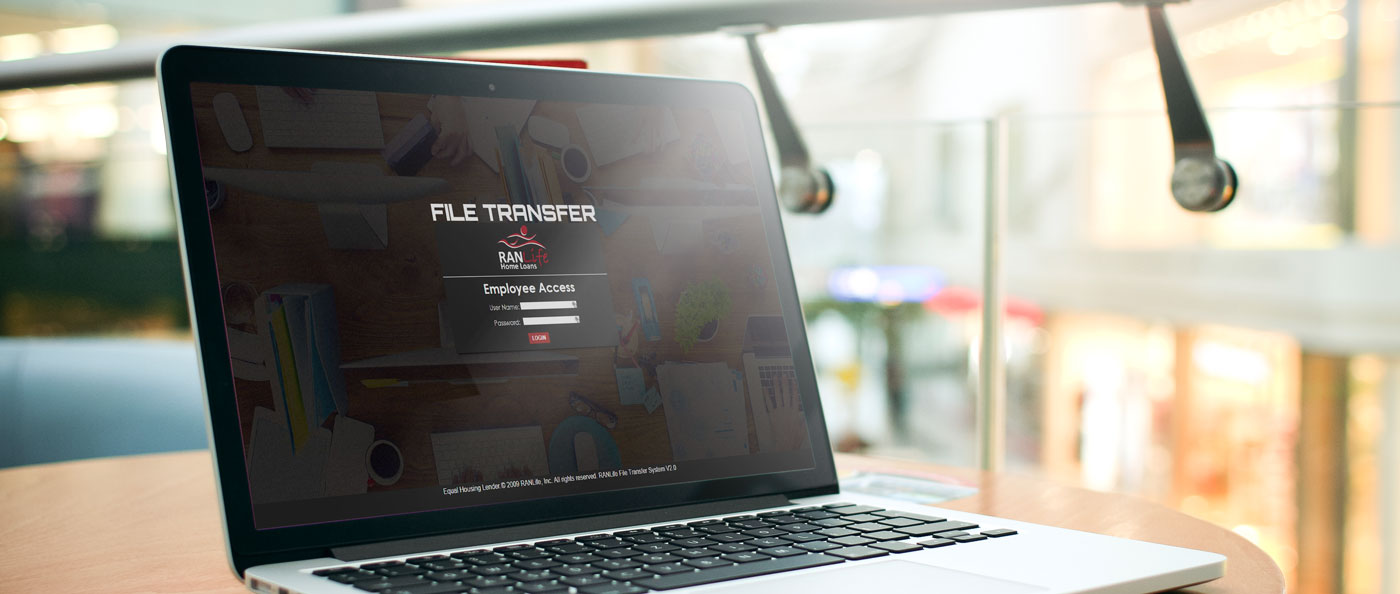 FILE TRANSFER
RANLife
Home Loans
Employee Access
User Name:
Password:
LOGIN
Equal Housing Lender © 2009 RANLife, Inc. All rights reserved. RANLife File Transfer System V2.9